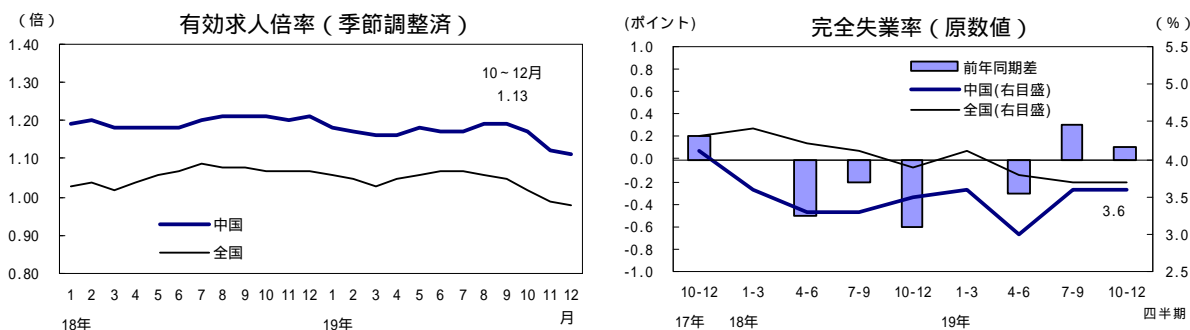 （倍）
有効求人倍率（季節調整済）
1.40
1.30
1.20
1.10
1.00
0.90
0.80
10～12月
1.13
中国
全国
1 2 3 4 5 6 7 8 9 10 11 12 1 2 3 4 5 6 7 8 9 10 11 12
18年 19年 月
(ポイント)
完全失業率（原数値）
（％）
1.0
0.8
0.6
0.4
0.2
0.0
-0.2
-0.4
-0.6
-0.8
-1.0
前年同期差
中国(右目盛)
全国(右目盛)
3.6
5.5
5.0
4.5
4.0
3.5
3.0
2.5
10-12 1-3 4-6 7-9 10-12 1-3 4-6 7-9 10-12
17年 18年 19年 四半期